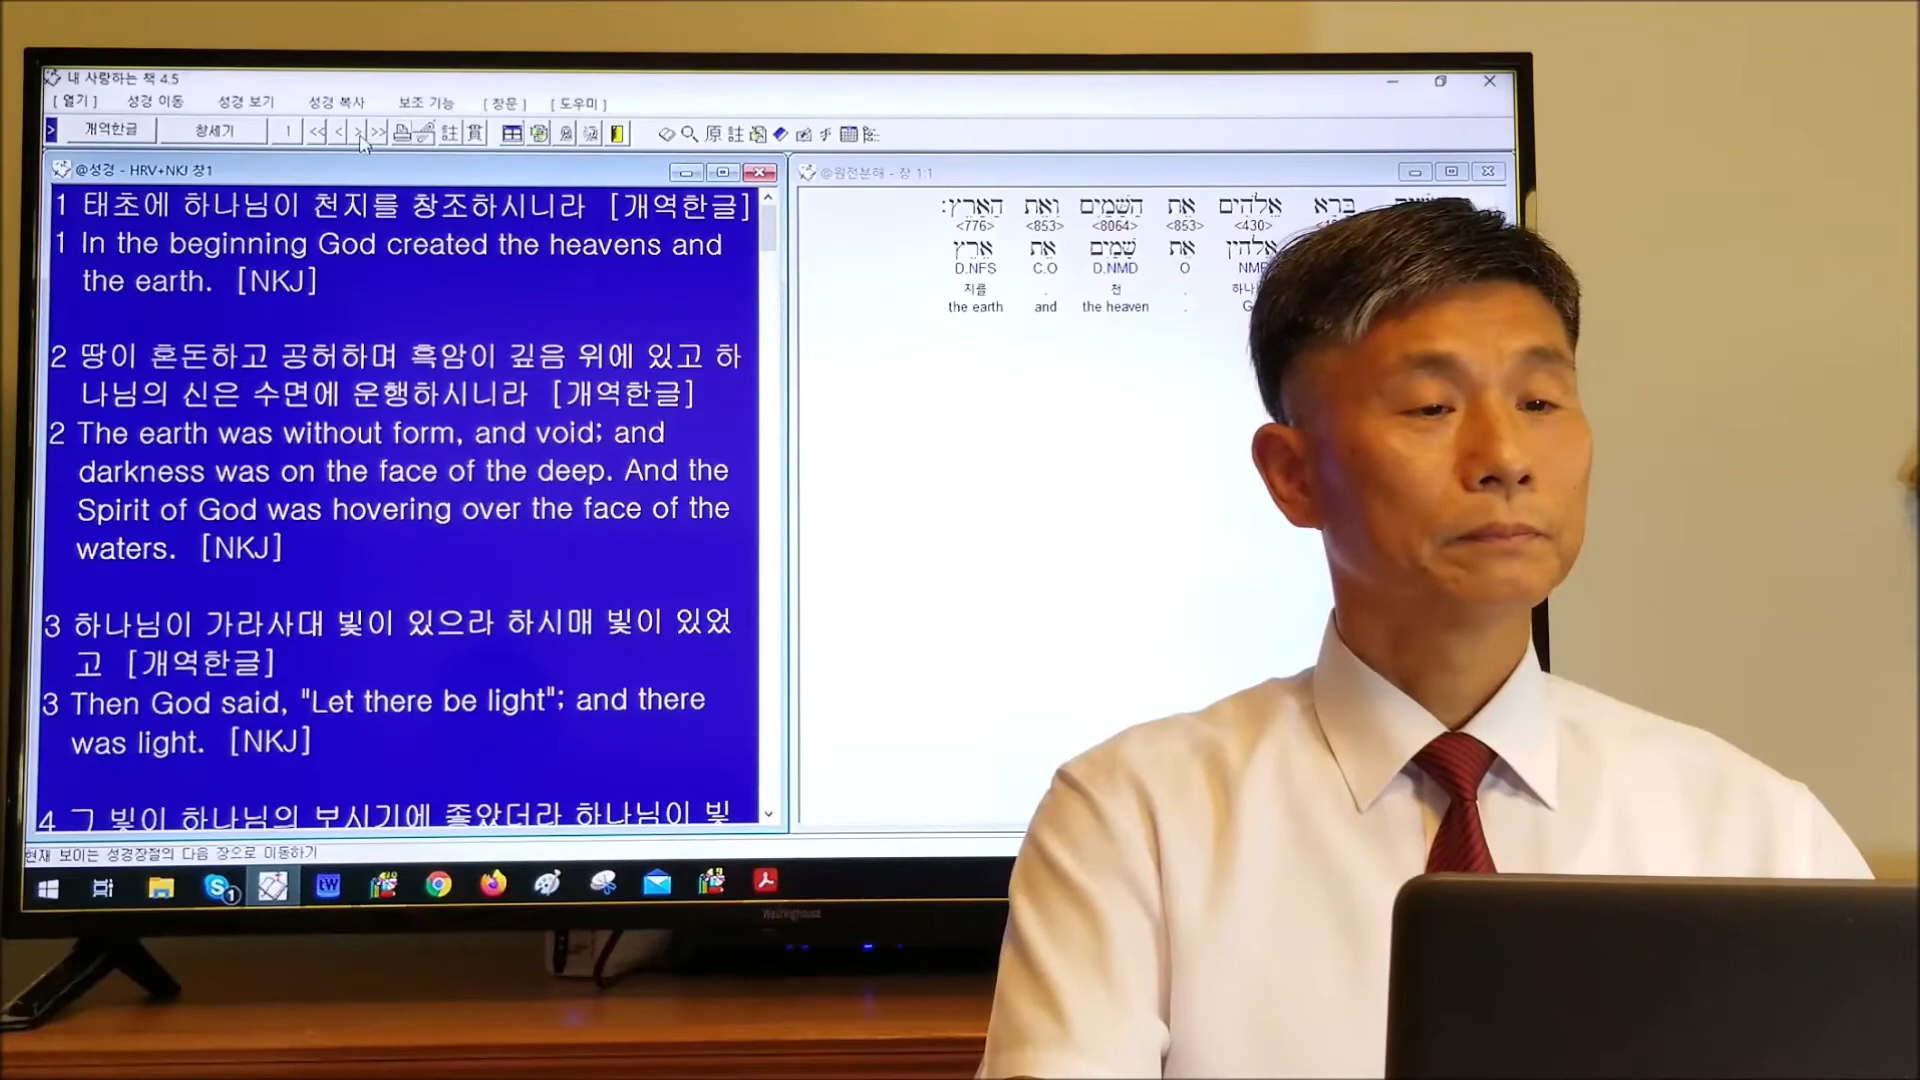 내 사랑하는 책 4.5
[ 열기 ] 성경 이동 성경 보기 성경 복사 보조 기능 [ 창문 ] [ 도우미 ]
개역한글 창세기 1 << < > >> 註 貫 原 註
@성경 - HRV+NKJ 창1
1 태초에 하나님이 천지를 창조하시니라 [개역한글]
1 In the beginning God created the heavens and
the earth. [NKJ]
2 땅이 혼돈하고 공허하며 흑암이 깊음 위에 있고 하
나님의 신은 수면에 운행하시니라 [개역한글]
2 The earth was without form, and void; and
darkness was on the face of the deep. And the
Spirit of God was hovering over the face of the
waters. [NKJ]
3 하나님이 가라사대 빛이 있으라 하시매 빛이 있었
고 [개역한글]
3 Then God said, "Let there be light"; and there
was light. [NKJ]
4 그 빛이 하나님의 보시기에 좋았더라 하나님이 빛
@원전분해 - 창 1:1
בָּרָא אֱלֹהִים אֵת הַשָּׁמַיִם וְאֵת הָאָרֶץ׃
<776> <853> <8064> <853> <430>
אֱלֹהִין אֵת שָׁמַיִם אֵת אֶרֶץ
D.NFS C.O D.NMD O
지를 . 천 .
the earth and the heaven .
현재 보이는 성경장절의 다음 장으로 이동하기
1 tW
Westinghouse